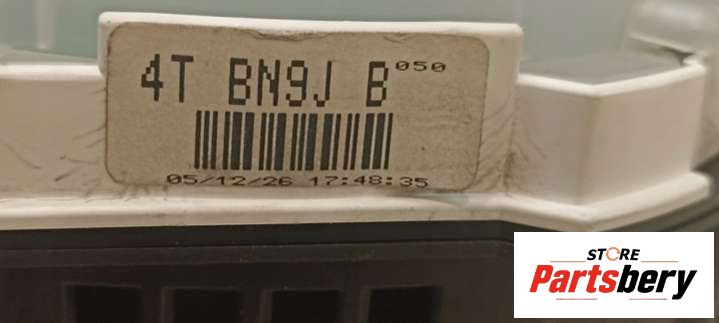 4T BN9J B 050
05/12/26 17:48:35
STORE
Partsbery